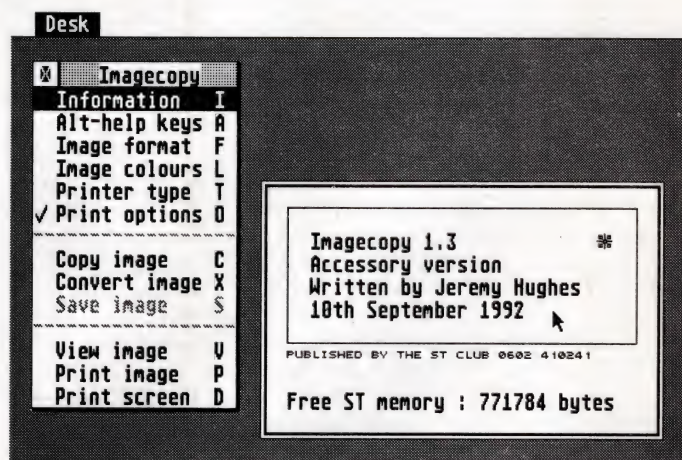 Desk
Imagecopy
Information I
Alt-help keys A
Image format F
Image colours L
Printer type T
✓ Print options O
Copy image C
Convert image X
Save image S
View image V
Print image P
Print screen D
Imagecopy 1.3
Accessory version
Written by Jeremy Hughes
10th September 1992
PUBLISHED BY THE ST CLUB 0602 410241
Free ST memory : 771784 bytes